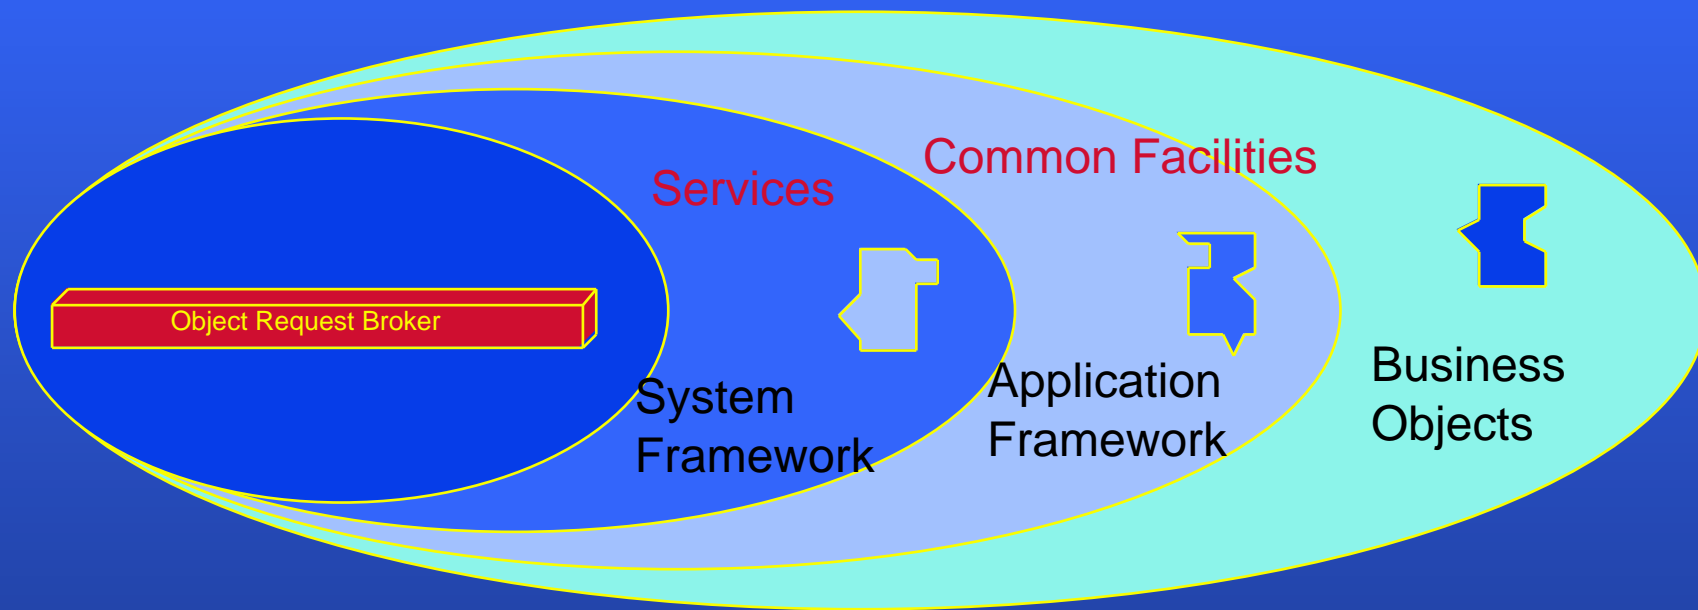 Common Facilities
Services
Object Request Broker
System
Framework
Application
Framework
Business
Objects